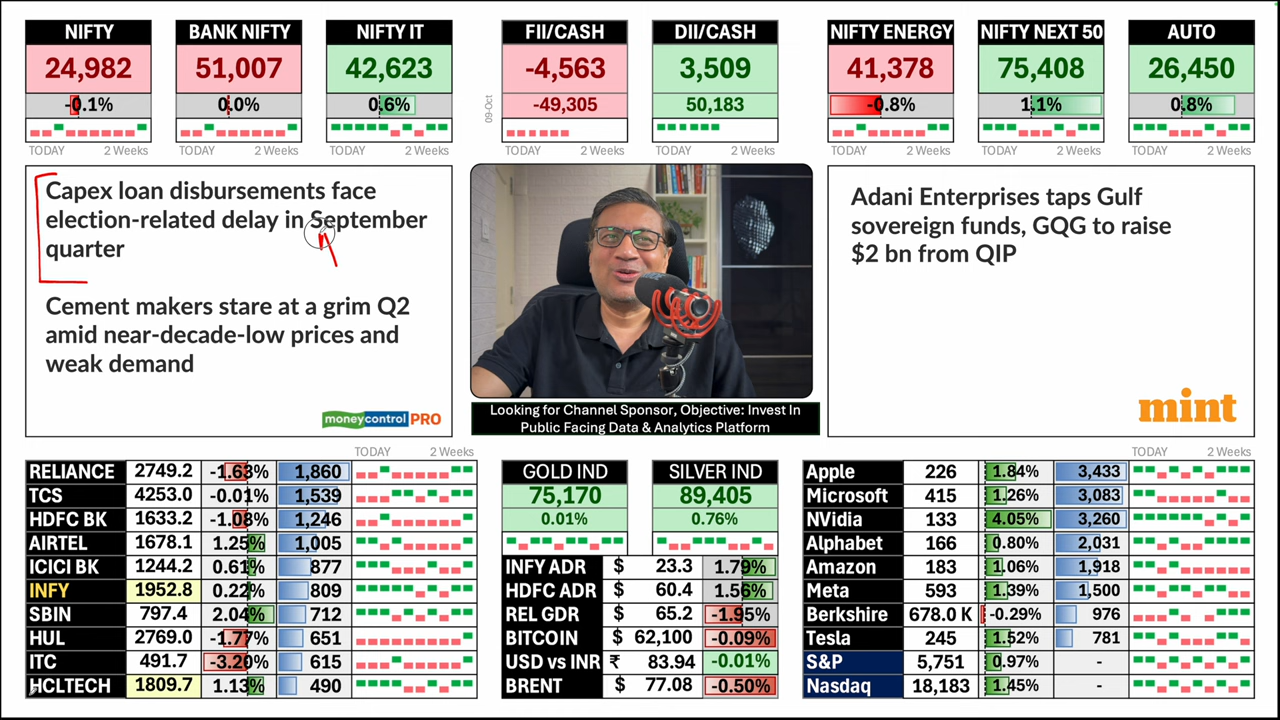 NIFTY
24,982
-0.1%
TODAY 2 Weeks
BANK NIFTY
51,007
0.0%
TODAY 2 Weeks
NIFTY IT
42,623
0.6%
TODAY 2 Weeks
09-Oct
FII/CASH
-4,563
-49,305
DII/CASH
3,509
50,183
NIFTY ENERGY
41,378
-0.8%
TODAY 2 Weeks
NIFTY NEXT 50
75,408
1.1%
TODAY 2 Weeks
AUTO
26,450
0.8%
TODAY 2 Weeks
Capex loan disbursements face
election-related delay in September
quarter
Cement makers stare at a grim Q2
amid near-decade-low prices and
weak demand
moneycontrol PRO
Looking for Channel Sponsor, Objective: Invest In
Public Facing Data & Analytics Platform
Adani Enterprises taps Gulf
sovereign funds, GQG to raise
$2 bn from QIP
mint
TODAY 2 Weeks
RELIANCE 2749.2 -1.63% 1,860
TCS 4253.0 -0.01% 1,539
HDFC BK 1633.2 -1.08% 1,246
AIRTEL 1678.1 1.25% 1,005
ICICI BK 1244.2 0.61% 877
INFY 1952.8 0.22% 809
SBIN 797.4 2.04% 712
HUL 2769.0 -1.77% 651
ITC 491.7 -3.20% 615
HCLTECH 1809.7 1.13% 490
GOLD IND
75,170
0.01%
SILVER IND
89,405
0.76%
INFY ADR $ 23.3 1.79%
HDFC ADR $ 60.4 1.56%
REL GDR $ 65.2 -1.95%
BITCOIN $ 62,100 -0.09%
USD vs INR ₹ 83.94 -0.01%
BRENT $ 77.08 -0.50%
TODAY 2 Weeks
Apple 226 1.84% 3,433
Microsoft 415 1.26% 3,083
NVidia 133 4.05% 3,260
Alphabet 166 0.80% 2,031
Amazon 183 1.06% 1,918
Meta 593 1.39% 1,500
Berkshire 678.0 K -0.29% 976
Tesla 245 1.52% 781
S&P 5,751 0.97% -
Nasdaq 18,183 1.45% -